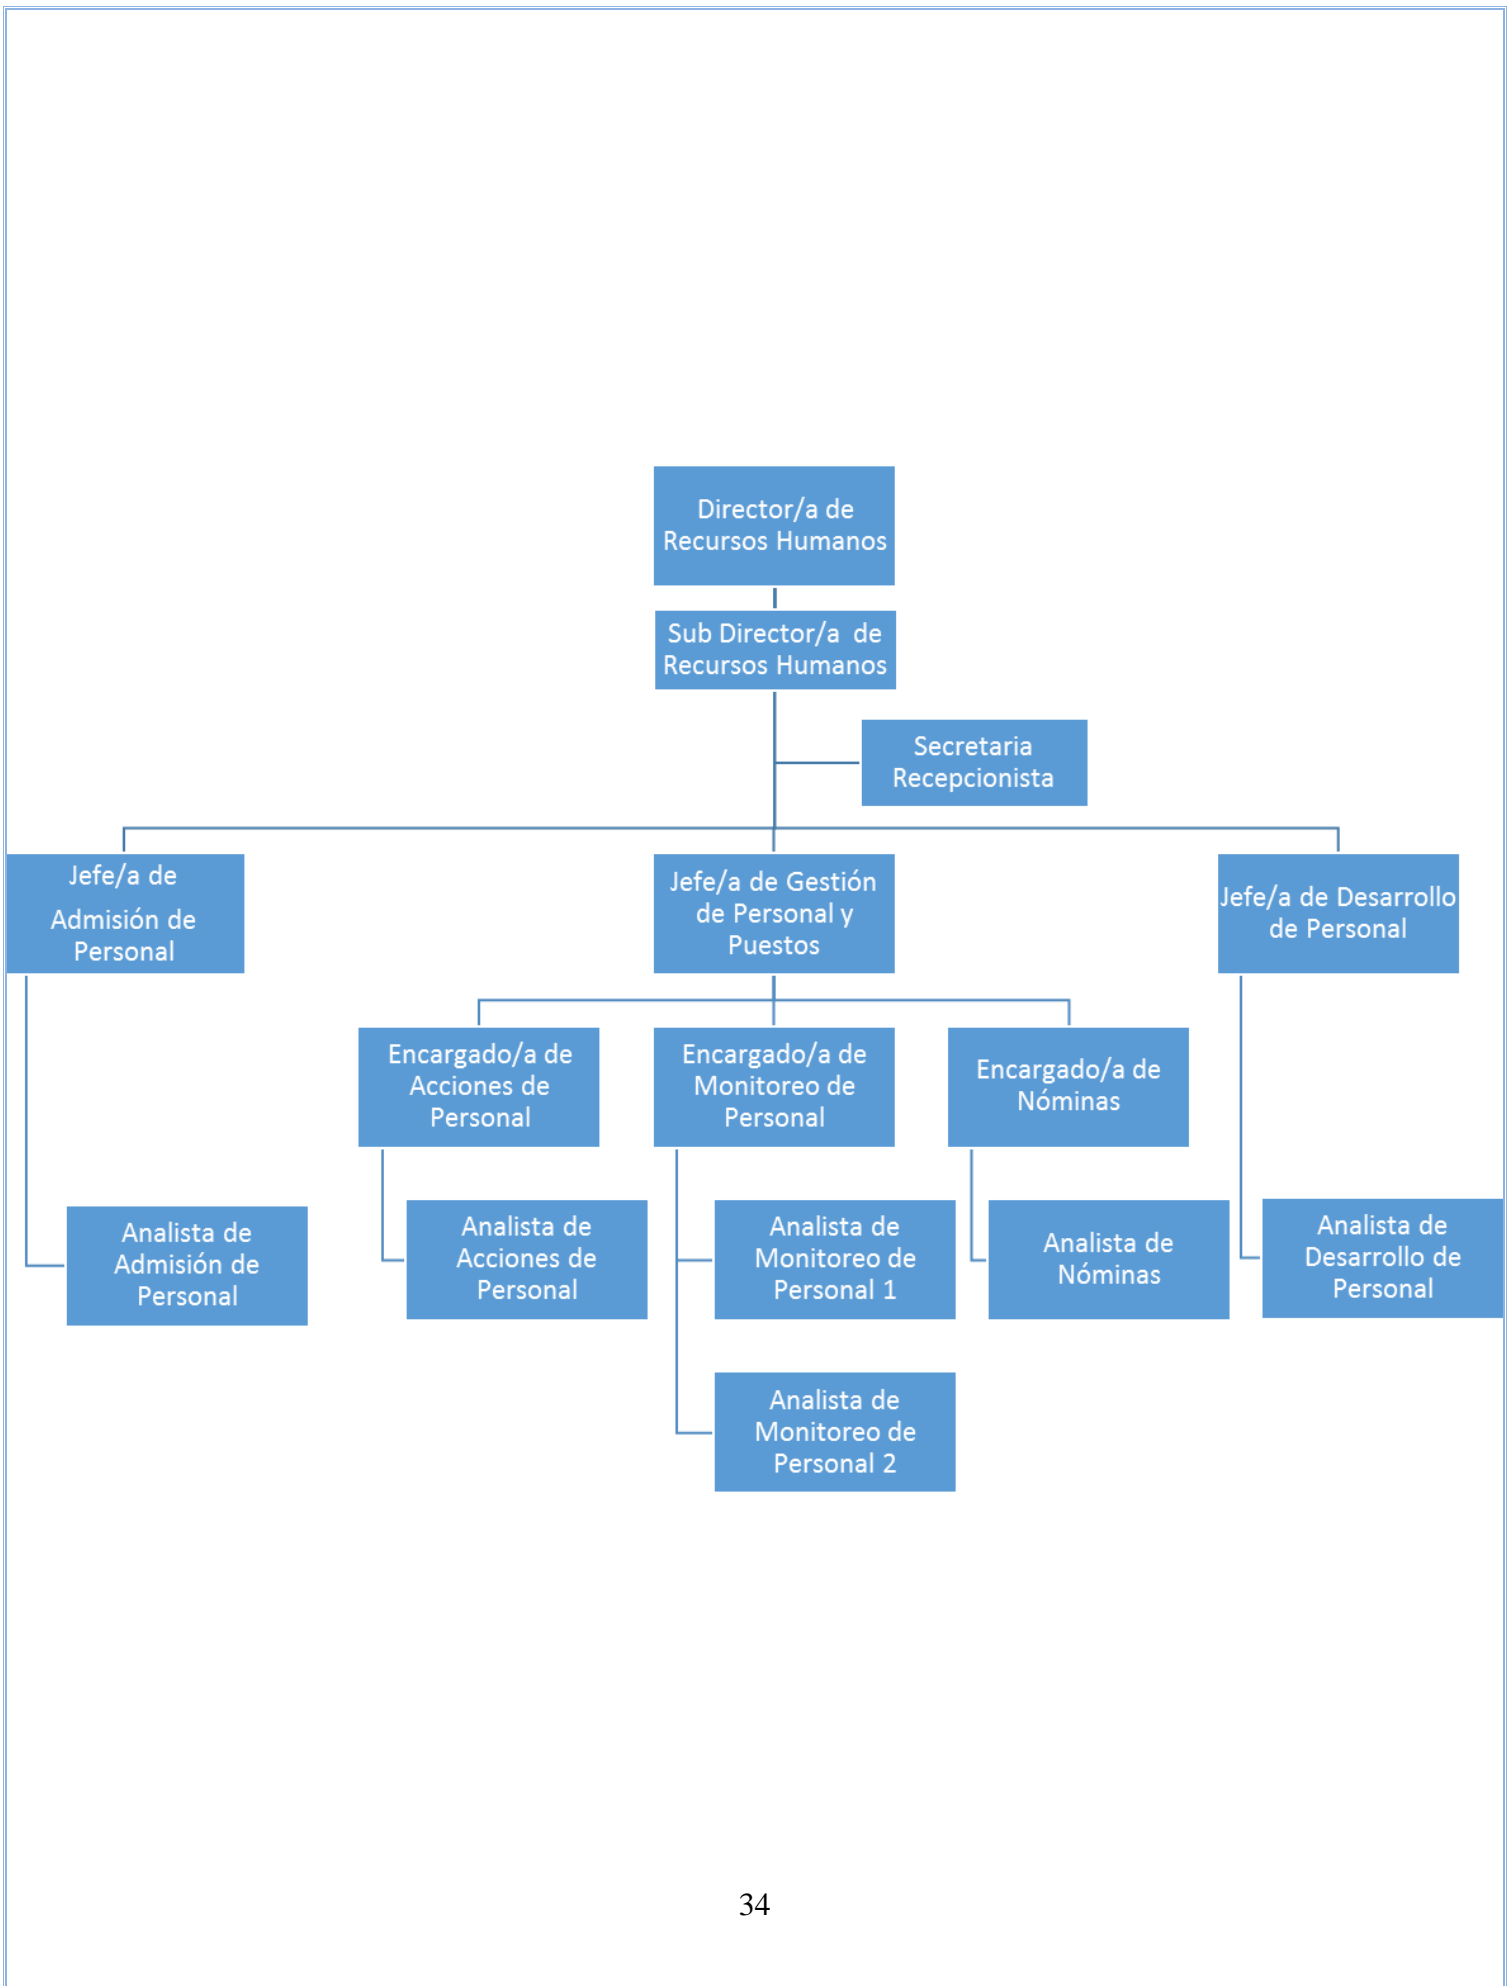 Director/a de
Recursos Humanos
Sub Director/a  de
Recursos Humanos
Secretaria
Recepcionista
Jefe/a de
Admisión de
Personal
Jefe/a de Gestión
de Personal y
Puestos
Jefe/a de Desarrollo
de Personal
Encargado/a de
Acciones de
Personal
Encargado/a de
Monitoreo de
Personal
Encargado/a de
Nóminas
Analista de
Admisión de
Personal
Analista de
Acciones de
Personal
Analista de
Monitoreo de
Personal 1
Analista de
Nóminas
Analista de
Desarrollo de
Personal
Analista de
Monitoreo de
Personal 2
34